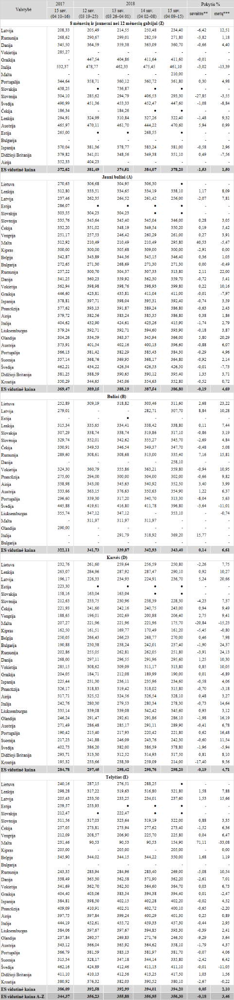 Valstybė 2017 2018 Pokytis %
15 sav. (04 10–16) 12 sav. (03 19–25) 13 sav. (03 26–04 01) 14 sav. (04 02–08) 15 sav. (04 09–15) savaitės** metų***
8 mėnesių ir jaunesni nei 12 mėnesių galvijai (Z)
Latvija 208,33 205,49 214,55 250,48 234,40 -6,42 12,51
Rumunija 268,62 290,67 299,01 282,59 271,80 -3,82 1,18
Danija 345,50 364,59 359,38 363,09 360,70 -0,66 4,40
Vokietija 285,27 - - - - - -
Graikija - 447,54 404,86 411,64 411,60 -0,01 -
Italija 532,37 478,77 462,33 475,45 461,10 -3,02 -13,39
Malta - - - - 210,00 - -
Portugalija 344,64 358,71 360,12 360,72 361,80 0,30 4,98
Slovakija 438,25 ● 736,87 ● ● - -
Slovėnija 304,10 285,62 294,79 406,53 293,30 -27,85 -3,55
Švedija 490,99 451,36 453,33 452,47 447,60 -1,08 -8,84
Čekija 186,34 - 184,26 ● ● - -
Lenkija 294,91 324,99 310,84 327,26 322,40 -1,48 9,32
Austrija 465,97 470,11 461,70 444,22 470,60 5,94 0,99
Estija 265,00 ● ● 268,55 ● - -
Bulgarija - - - - - - -
Ispanija 370,04 381,36 378,77 383,24 381,00 -0,58 2,96
Didžioji Britanija 379,82 341,01 348,56 349,38 351,10 0,49 -7,56
Airija 352,33 404,23 - - - - -
ES vidutinė kaina 372,62 381,49 374,51 384,07 378,20 -1,53 1,50
Jauni buliai (A)
Lietuva 270,63 306,68 304,95 306,30 ● - -
Lenkija 312,80 333,51 334,65 334,19 338,10 1,17 8,09
Latvija 237,46 262,35 264,52 261,42 256,00 -2,07 7,81
Estija 286,07 ● ● ● ● - -
Slovakija 303,55 304,23 304,23 ● ● - -
Slovėnija 335,76 345,64 345,40 345,04 346,00 0,28 3,05
Čekija 332,20 351,02 348,19 349,54 350,20 0,19 5,42
Vengrija 251,17 257,53 246,42 260,29 261,00 0,27 3,91
Malta 312,92 210,49 210,49 210,49 295,80 40,53 -5,47
Kipras 300,00 300,00 305,68 309,00 300,00 -2,91 0,00
Belgija 342,87 343,89 344,36 345,15 346,40 0,36 1,03
Bulgarija 272,65 271,30 268,69 271,30 271,30 0,00 -0,49
Rumunija 257,22 300,70 304,37 307,33 313,80 2,11 22,00
Danija 341,25 360,23 359,92 362,30 359,70 -0,72 5,41
Vokietija 362,94 398,98 398,76 398,93 399,80 0,22 10,16
Graikija 446,60 423,81 435,81 411,04 411,00 -0,01 -7,97
Ispanija 378,81 397,71 398,04 395,31 392,40 -0,74 3,59
Prancūzija 377,62 393,13 391,87 389,24 386,80 -0,63 2,43
Airija 379,72 382,56 383,24 385,35 386,80 0,38 1,86
Italija 404,62 432,90 424,61 423,26 415,90 -1,74 2,79
Liuksemburgas 379,24 392,71 392,71 394,60 393,90 -0,18 3,87
Olandija 304,26 334,59 363,37 345,94 366,00 5,80 20,29
Austrija 373,91 401,54 402,16 400,13 396,60 -0,88 6,07
Portugalija 366,13 381,42 382,29 385,43 384,30 -0,29 4,96
Suomija 357,14 368,76 369,95 368,17 364,80 -0,92 2,14
Švedija 462,21 434,22 426,34 426,53 426,50 -0,01 -7,73
Didžioji Britanija 381,25 388,59 390,65 390,12 395,40 1,35 3,71
Kroatija 350,29 344,65 345,06 354,63 352,80 -0,52 0,72
ES vidutinė kaina 369,47 389,15 388,19 387,54 386,80 -0,19 4,69
Buliai (B)
Lietuva 252,89 309,19 318,82 303,46 311,60 2,68 23,22
Latvija 279,01 - - 282,71 307,70 8,84 10,28
Estija - - ● - - - -
Lenkija 315,34 335,65 334,41 338,42 338,80 0,11 7,44
Slovakija 307,29 338,74 338,74 319,86 317,10 -0,86 3,19
Slovėnija 329,74 352,01 342,62 355,27 345,70 -2,69 4,84
Čekija 330,91 349,53 346,54 349,37 347,70 -0,48 5,08
Rumunija 289,60 308,61 308,68 313,00 335,40 7,16 15,81
Danija - - - - 258,10 - -
Vokietija 324,30 360,79 355,86 363,21 359,80 -0,94 10,95
Prancūzija 275,00 294,00 300,00 304,00 302,00 -0,66 9,82
Airija 338,98 343,00 345,63 340,92 352,50 3,40 3,99
Austrija 333,66 363,15 376,63 350,63 354,90 1,22 6,37
Portugalija 296,60 339,30 317,20 340,70 313,30 -8,04 5,63
Švedija 445,88 419,61 416,80 411,78 396,80 -3,64 -11,01
Liuksemburgas 355,74 347,12 347,12 - 353,10 - -0,74
Malta - 311,97 311,97 311,97 - - -
Olandija 290,00 - - - - - -
Italija - - 291,79 318,92 369,20 15,77 -
Bulgarija - - - - - - -
ES vidutinė kaina 322,11 341,73 339,87 342,93 343,40 0,14 6,61
Karvės (D)
Lietuva 232,76 261,60 259,64 256,59 250,80 -2,26 7,75
Lenkija 263,07 284,96 287,92 287,47 290,10 0,92 10,27
Latvija 196,17 226,33 234,93 224,91 236,70 5,24 20,66
Estija 223,30 ● ● ● ● - -
Slovakija 158,16 163,04 163,04 ● ● - -
Slovėnija 212,63 233,75 230,96 238,39 228,30 -4,23 7,37
Čekija 221,93 241,60 242,16 240,75 243,00 0,94 9,49
Vengrija 188,65 196,01 202,69 200,88 206,40 2,75 9,41
Malta 207,27 221,96 221,96 221,96 175,70 -20,84 -15,23
Kipras 162,50 161,51 169,77 170,49 161,20 -5,45 -0,80
Belgija 250,05 266,43 266,23 268,77 270,00 0,46 7,98
Bulgarija 190,88 230,38 238,24 242,01 237,40 -1,90 24,37
Rumunija 202,86 255,05 262,81 262,05 251,80 -3,91 24,13
Danija 268,00 297,11 296,55 291,96 295,60 1,25 10,30
Vokietija 285,15 308,62 309,09 311,17 313,80 0,85 10,05
Graikija 204,05 184,71 212,08 189,99 190,00 0,01 -6,89
Ispanija 225,44 231,30 236,11 235,96 234,60 -0,58 4,06
Prancūzija 326,17 318,83 319,42 318,02 315,80 -0,70 -3,18
Airija 317,71 325,52 324,56 326,54 328,10 0,48 3,27
Italija 242,76 280,30 279,53 280,34 278,30 -0,73 14,64
Liuksemburgas 335,14 339,08 339,08 342,42 345,60 0,93 3,12
Olandija 246,24 291,47 292,61 291,86 286,10 -1,98 16,19
Austrija 271,49 286,48 285,17 291,11 289,90 -0,41 6,78
Portugalija 190,42 215,40 217,93 220,42 221,80 0,62 16,48
Suomija 217,23 241,88 246,09 243,76 242,30 -0,60 11,54
Švedija 402,73 386,20 382,00 386,39 378,80 -1,96 -5,94
Didžioji Britanija 293,71 313,30 312,52 314,93 317,50 0,81 8,10
Kroatija 195,32 233,66 238,39 259,09 214,00 -17,40 9,56
ES vidutinė kaina 284,78 297,45 298,42 298,76 298,20 -0,19 4,71
Telyčios (E)
Lietuva 240,16 287,15 276,51 288,25 ● - -
Lenkija 298,28 317,22 319,63 316,80 321,80 1,58 7,88
Latvija 205,43 233,50 233,25 234,01 237,60 1,53 15,66
Estija 259,57 253,93 ● ● ● - -
Slovakija 212,47 ● 222,47 ● ● - -
Slovėnija 311,56 317,03 323,64 319,19 322,00 0,88 3,35
Čekija 257,05 273,81 273,94 277,62 273,40 -1,52 6,36
Vengrija 212,09 208,57 206,90 225,70 225,80 0,04 6,47
Malta 231,46 90,53 90,53 90,53 154,90 71,11 -33,08
Kipras 205,00 - 205,00 - 205,00 - 0,00
Belgija 345,90 344,02 344,15 344,22 350,00 1,68 1,19
Bulgarija - - - - - - -
Rumunija 243,35 283,94 284,96 283,40 269,00 -5,08 10,54
Danija 338,49 365,30 362,58 371,90 362,20 -2,61 7,01
Vokietija 341,69 362,70 362,30 364,60 364,70 0,03 6,73
Graikija 404,40 403,06 383,54 394,38 394,40 0,01 -2,47
Ispanija 384,81 398,50 402,15 402,28 402,20 -0,02 4,52
Prancūzija 409,09 410,91 402,51 402,72 400,10 -0,65 -2,20
Airija 397,75 397,84 399,24 400,29 401,30 0,25 0,89
Italija 444,19 452,61 455,72 459,33 457,30 -0,44 2,95
Liuksemburgas 384,06 397,67 397,67 394,85 393,30 -0,39 2,41
Olandija 237,84 260,57 269,83 271,76 246,50 -9,29 3,64
Austrija 343,12 366,04 365,92 364,62 358,10 -1,79 4,37
Portugalija 366,79 381,59 383,13 381,97 381,70 -0,07 4,06
Suomija 315,54 328,17 347,18 344,14 335,80 -2,42 6,42
Švedija 462,16 424,89 412,46 411,13 411,10 -0,01 -11,05
Didžioji Britanija 411,10 410,13 412,56 413,25 417,50 1,03 1,56
Kroatija 380,92 376,32 382,03 390,52 380,10 -2,67 -0,22
ES vidutinė kaina 386,09 392,58 392,99 394,01 394,20 0,05 2,10
ES vidutinė kaina A–Z 344,37 356,23 355,88 356,95 356,30 -0,18 3,46